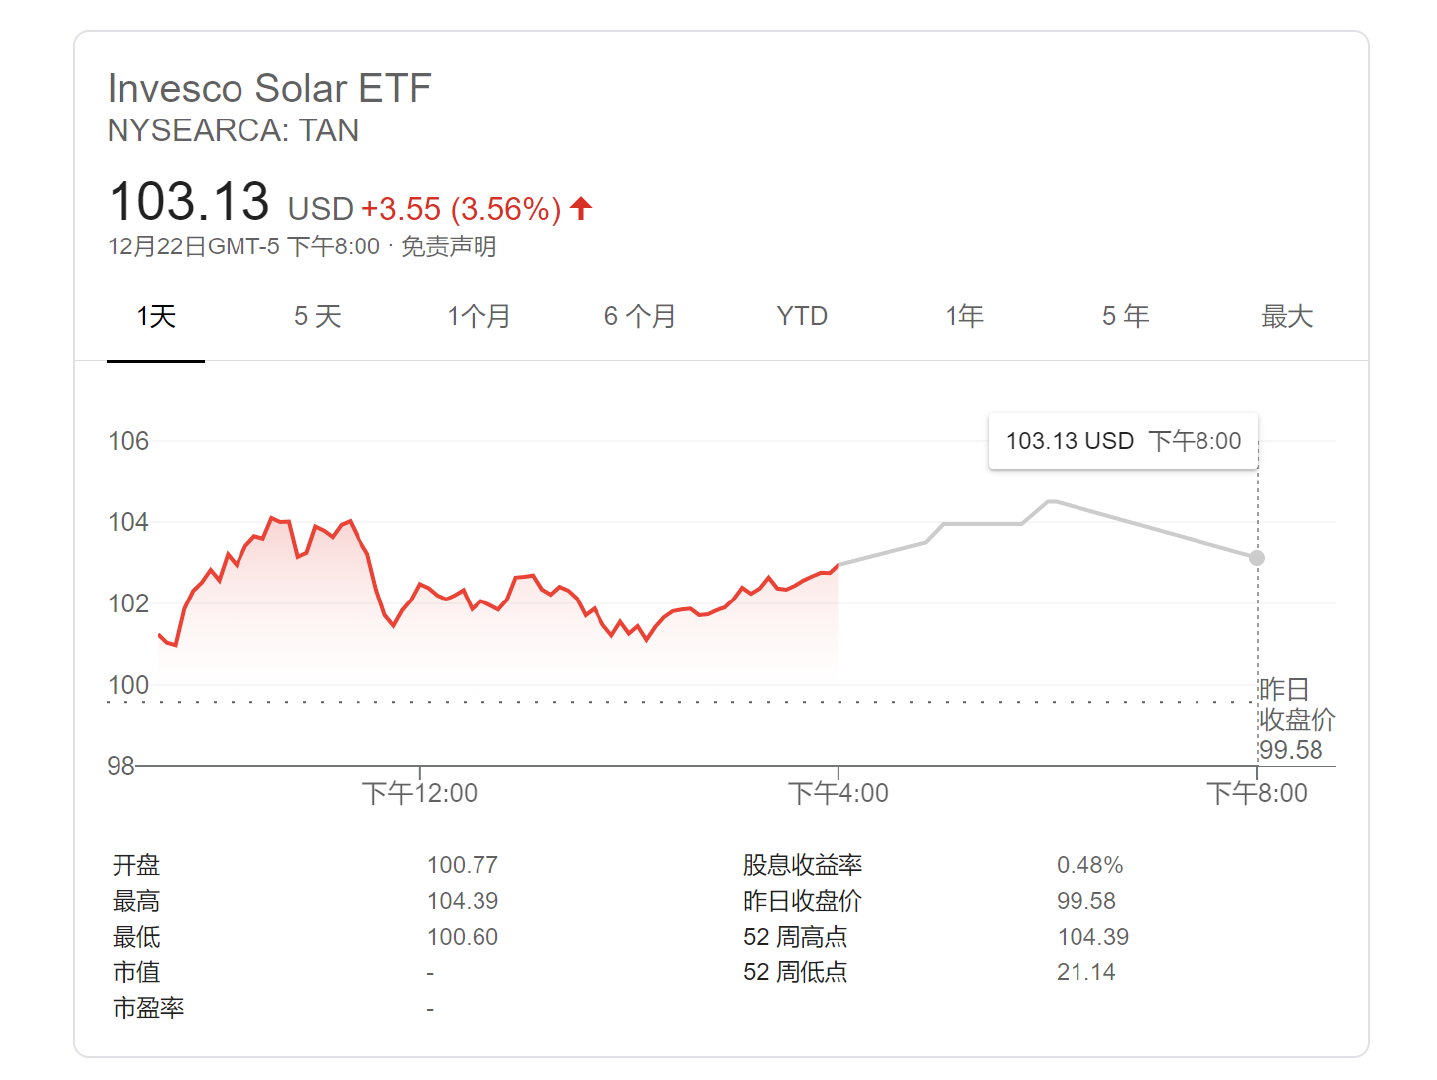 Invesco Solar ETF
NYSEARCA: TAN
103.13 USD +3.55 (3.56%)
12月22日GMT-5 下午8:00 · 免责声明
1天 5 天 1个月 6 个月 YTD 1年 5 年 最大
106
103.13 USD 下午8:00
104
102
100
昨日
收盘价
99.58
98
下午12:00 下午4:00 下午8:00
开盘 100.77 股息收益率 0.48%
最高 104.39 昨日收盘价 99.58
最低 100.60 52 周高点 104.39
市值 - 52 周低点 21.14
市盈率 -